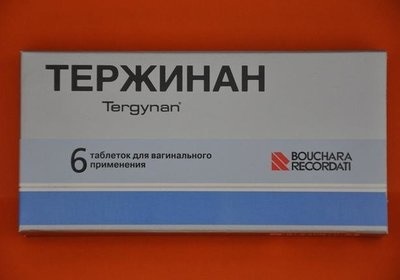 ТЕРЖИНАН
Tergynan®
6 таблеток для вагинального
применения
BOUCHARA
RECORDATI